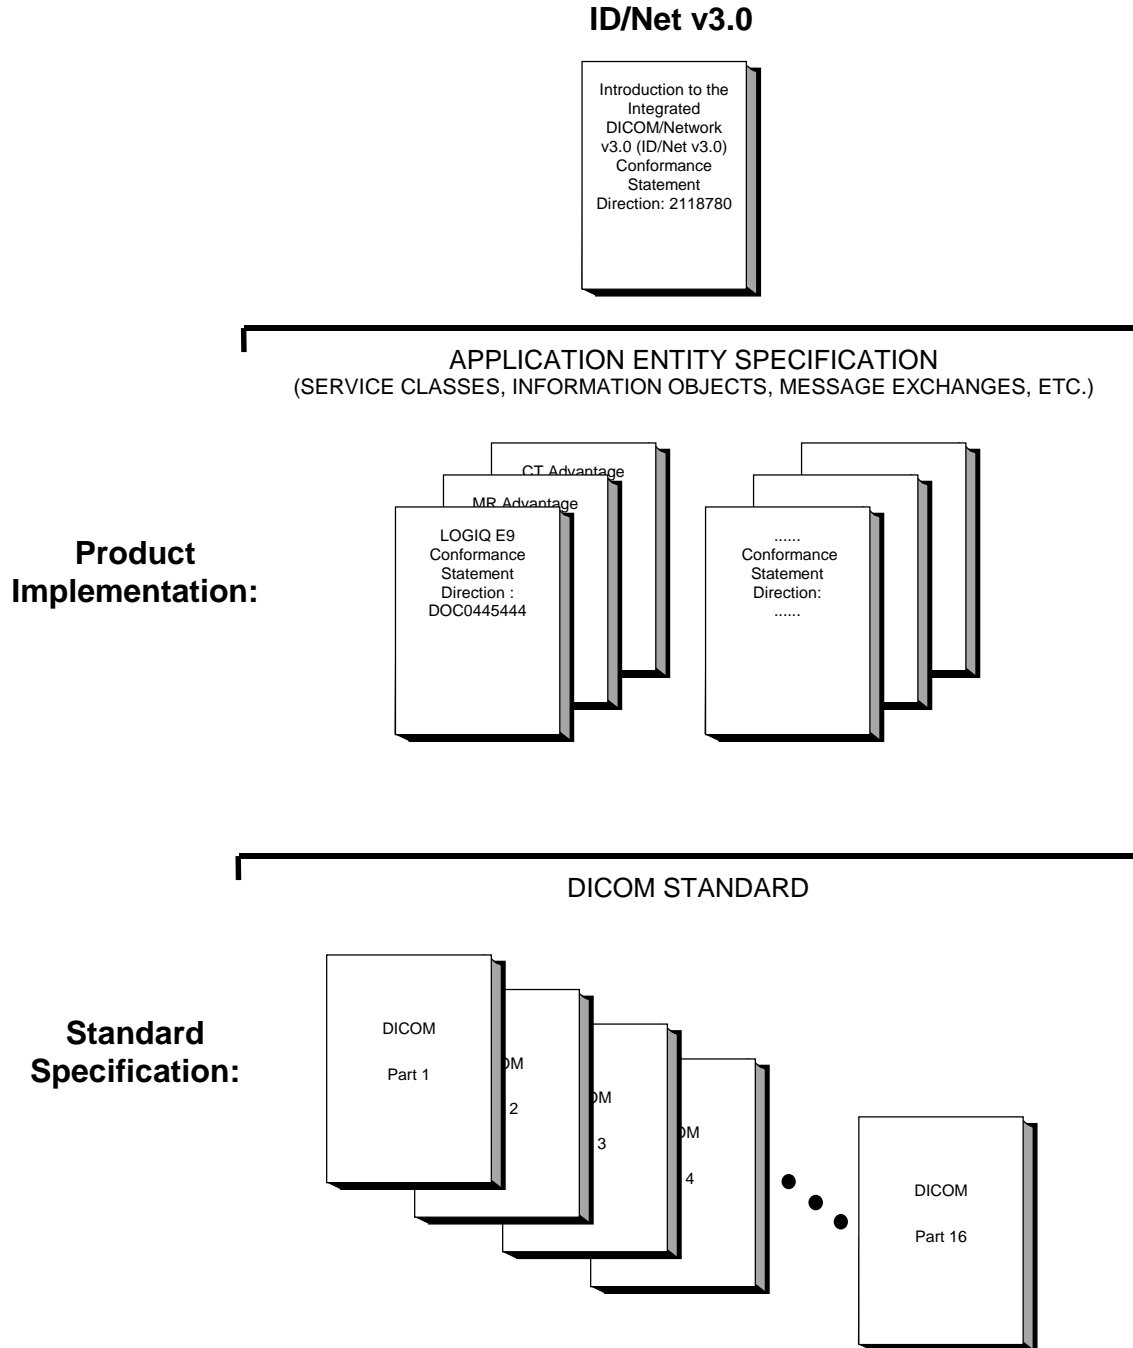 ID/Net v3.0
Introduction to the
Integrated
DICOM/Network
v3.0 (ID/Net v3.0)
Conformance
Statement
Direction: 2118780
APPLICATION ENTITY SPECIFICATION
(SERVICE CLASSES, INFORMATION OBJECTS, MESSAGE EXCHANGES, ETC.)
Product
Implementation:
CT Advantage
MR Advantage
LOGIQ E9
Conformance
Statement
Direction :
DOC0445444
......
Conformance
Statement
Direction:
......
DICOM STANDARD
Standard
Specification:
DICOM
Part 1
OM
2
OM
3
OM
4
DICOM
Part 16